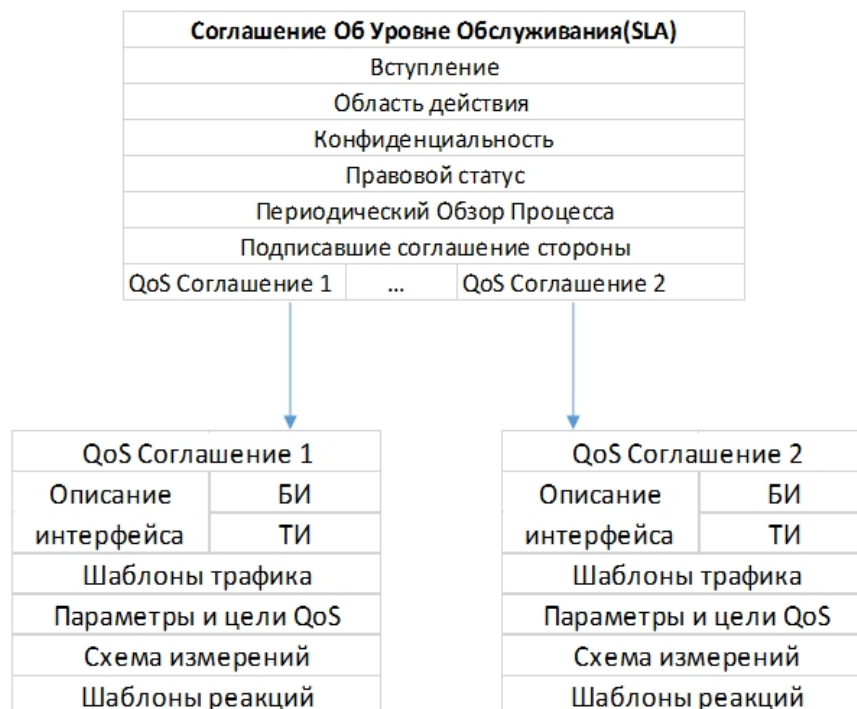 Соглашение Об Уровне Обслуживания(SLA)
Вступление
Область действия
Конфиденциальность
Правовой статус
Периодический Обзор Процесса
Подписавшие соглашение стороны
QoS Соглашение 1 ... QoS Соглашение 2
QoS Соглашение 1
Описание интерфейса
БИ
ТИ
Шаблоны трафика
Параметры и цели QoS
Схема измерений
Шаблоны реакций
QoS Соглашение 2
Описание интерфейса
БИ
ТИ
Шаблоны трафика
Параметры и цели QoS
Схема измерений
Шаблоны реакций